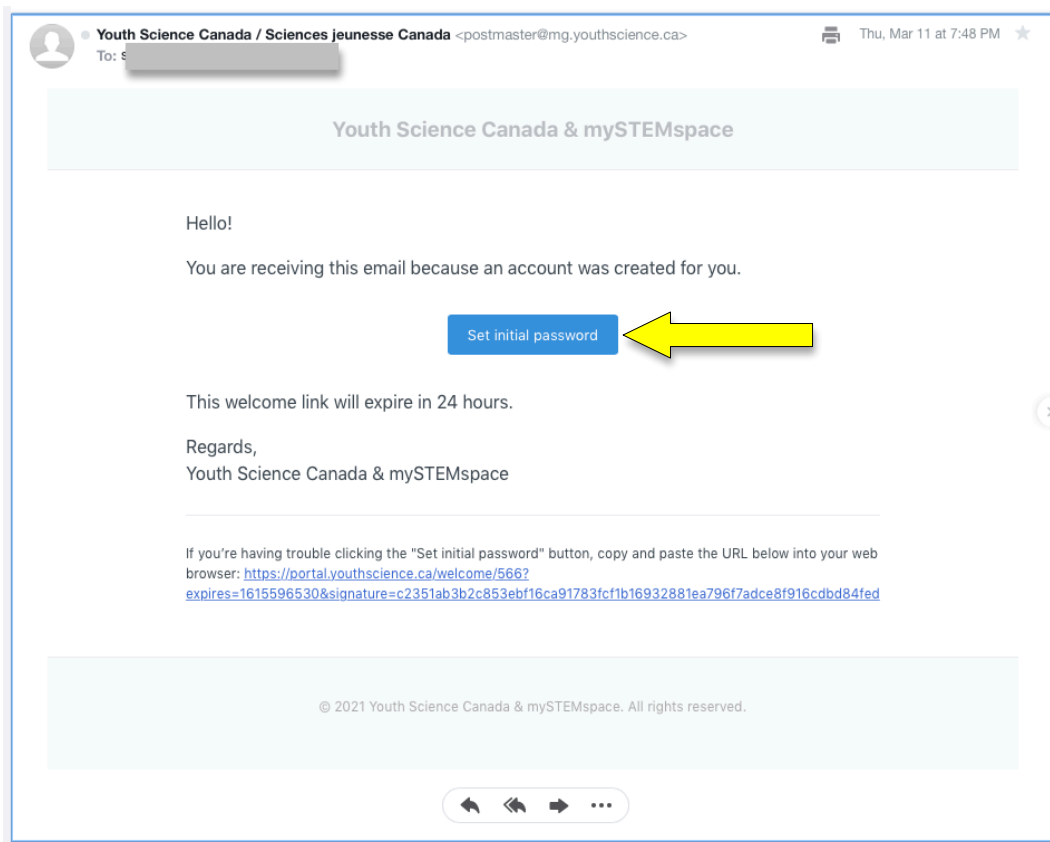 Youth Science Canada / Sciences jeunesse Canada <postmaster@mg.youthscience.ca>
Thu, Mar 11 at 7:48 PM
To:
Youth Science Canada & mySTEMspace
Hello!
You are receiving this email because an account was created for you.
Set initial password
This welcome link will expire in 24 hours.
Regards,
Youth Science Canada & mySTEMspace
If you’re having trouble clicking the "Set initial password" button, copy and paste the URL below into your web
browser: https://portal.youthscience.ca/welcome/566?
expires=1615596530&signature=c2351ab3b2c853ebf16ca91783fcf1b16932881ea796f7adce8f916cdbd84fed
© 2021 Youth Science Canada & mySTEMspace. All rights reserved.